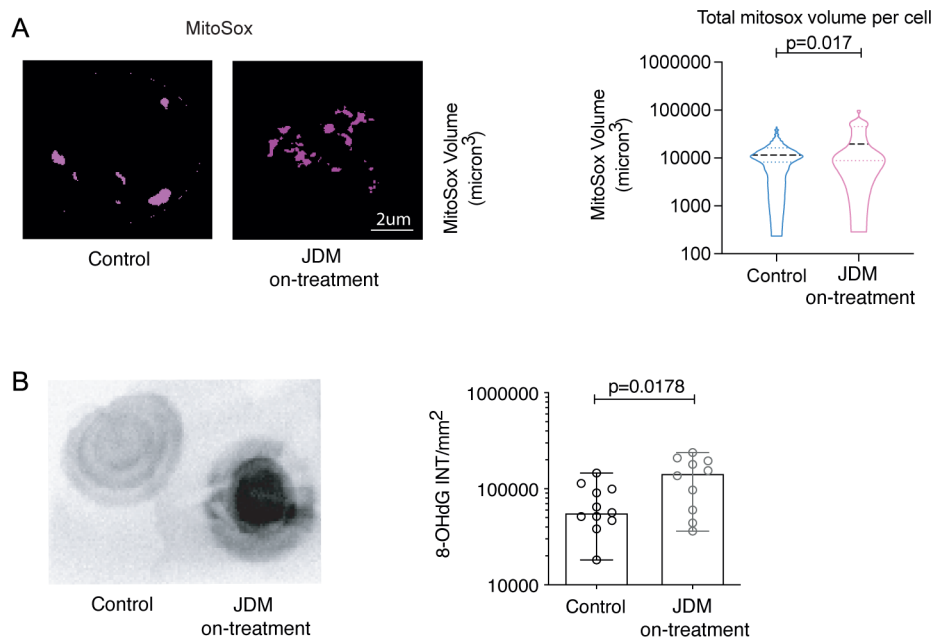 A
MitoSox
Control
JDM
on-treatment
2um
MitoSox Volume
(micron³)
Total mitosox volume per cell
p=0.017
MitoSox Volume
(micron³)
1000000
100000
10000
1000
100
Control
JDM
on-treatment
B
Control
JDM
on-treatment
p=0.0178
8-OHdG INT/mm²
1000000
100000
10000
Control
JDM
on-treatment